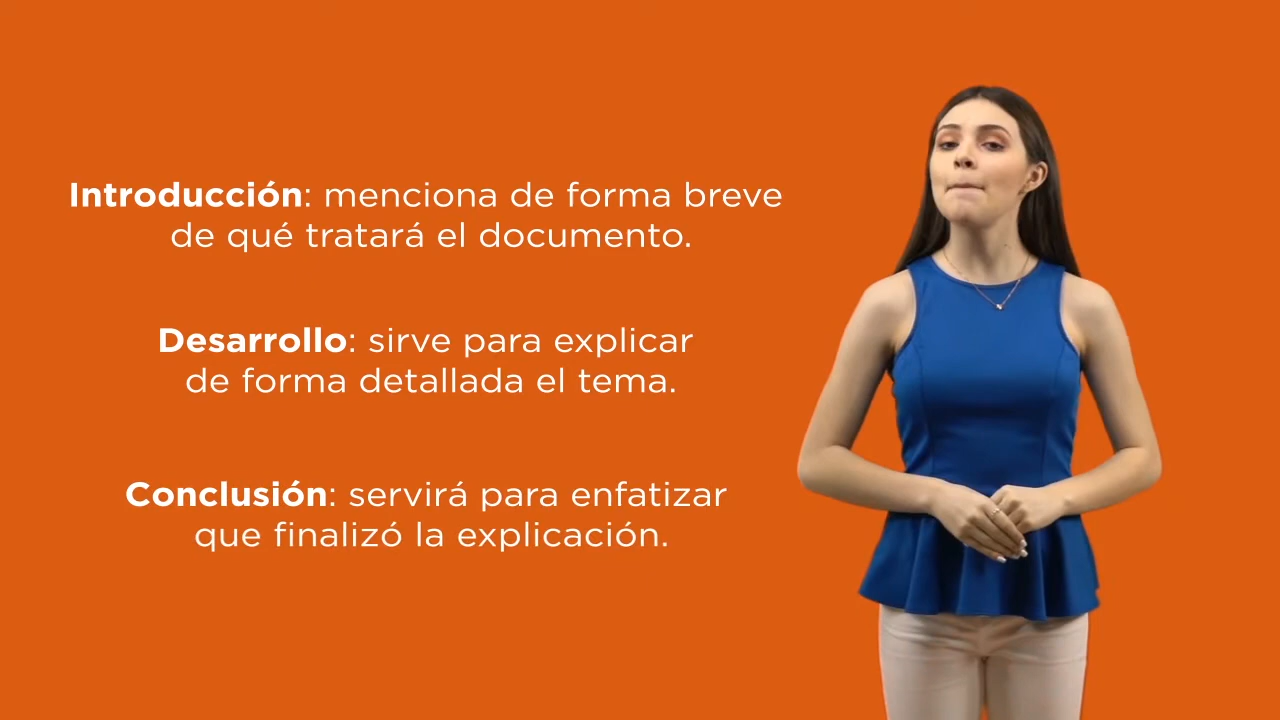 Introducción: menciona de forma breve
de qué tratará el documento.
Desarrollo: sirve para explicar
de forma detallada el tema.
Conclusión: servirá para enfatizar
que finalizó la explicación.